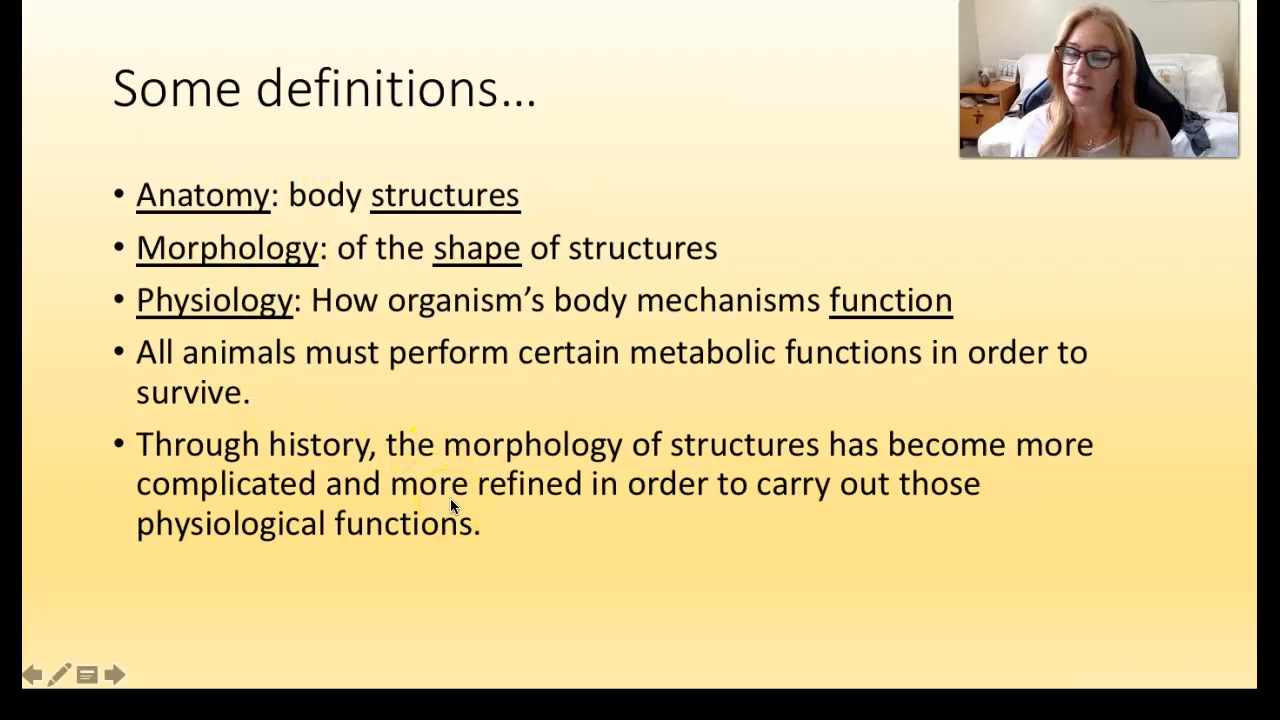 Some definitions...
• Anatomy: body structures
• Morphology: of the shape of structures
• Physiology: How organism’s body mechanisms function
• All animals must perform certain metabolic functions in order to
survive.
• Through history, the morphology of structures has become more
complicated and more refined in order to carry out those
physiological functions.